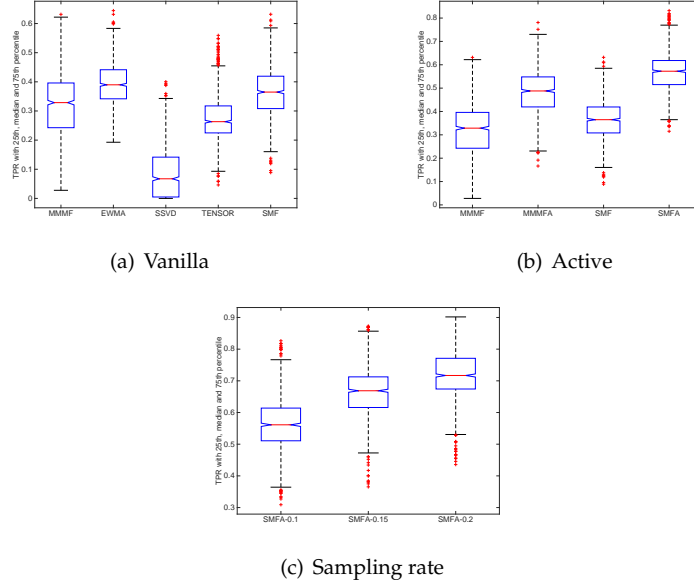 TPR with 25th, median and 75th percentile
0.6
0.5
0.4
0.3
0.2
0.1
0
MMMF EWMA SSVD TENSOR SMF
(a) Vanilla
TPR with 25th, median and 75th percentile
0.8
0.7
0.6
0.5
0.4
0.3
0.2
0.1
0
MMMF MMMFA SMF SMFA
(b) Active
TPR with 25th, median and 75th percentile
0.9
0.8
0.7
0.6
0.5
0.4
0.3
SMFA-0.1 SMFA-0.15 SMFA-0.2
(c) Sampling rate